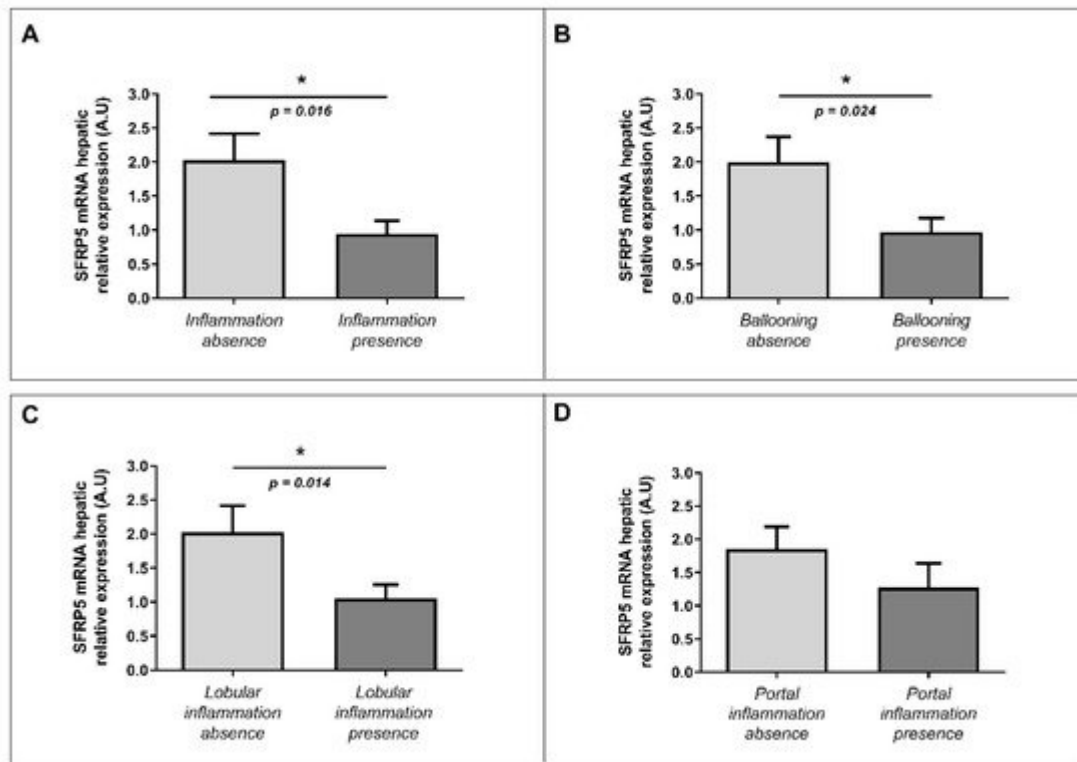 A
SFRP5 mRNA hepatic
relative expression (A.U)
3.0
2.5
2.0
1.5
1.0
0.5
0.0
*
p = 0.016
Inflammation
absence
Inflammation
presence
B
SFRP5 mRNA hepatic
relative expression (A.U)
3.0
2.5
2.0
1.5
1.0
0.5
0.0
*
p = 0.024
Ballooning
absence
Ballooning
presence
C
SFRP5 mRNA hepatic
relative expression (A.U)
3.0
2.5
2.0
1.5
1.0
0.5
0.0
*
p = 0.014
Lobular
inflammation
absence
Lobular
inflammation
presence
D
SFRP5 mRNA hepatic
relative expression (A.U)
3.0
2.5
2.0
1.5
1.0
0.5
0.0
Portal
inflammation
absence
Portal
inflammation
presence